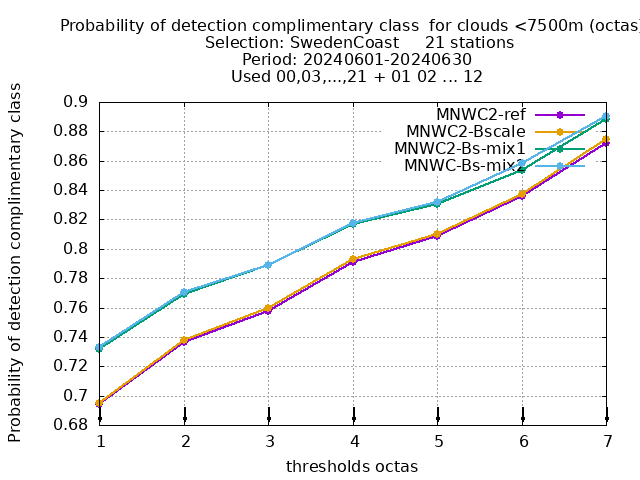 Probability of detection complimentary class  for clouds <7500m (octas)
Selection: SwedenCoast     21 stations
Period: 20240601-20240630
Used 00,03,...,21 + 01 02 ... 12
Probability of detection complimentary class
0.9
0.88
0.86
0.84
0.82
0.8
0.78
0.76
0.74
0.72
0.7
0.68
MNWC2-ref
MNWC2-Bscale
MNWC2-Bs-mix1
MNWC-Bs-mix2
1 2 3 4 5 6 7
thresholds octas